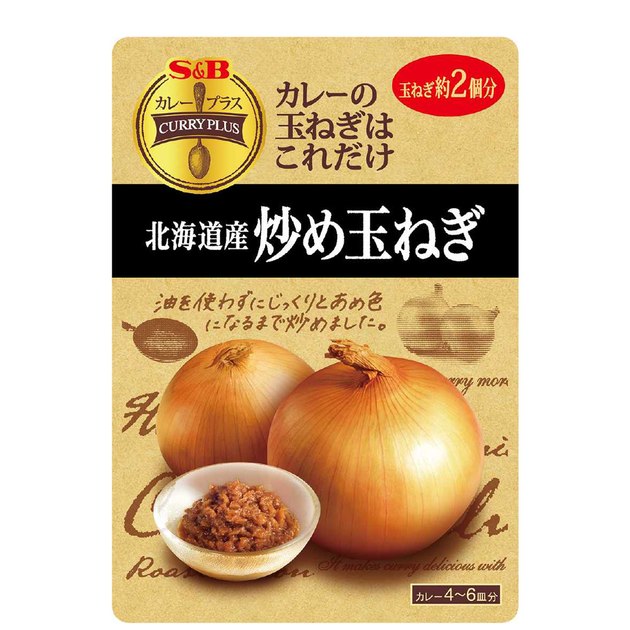 S&B
カレープラス
CURRY PLUS
カレーの
玉ねぎは
これだけ
玉ねぎ約2個分
北海道産 炒め玉ねぎ
油を使わずにじっくりとあめ色
になるまで炒めました。
It makes curry delicious with
カレー4〜6皿分